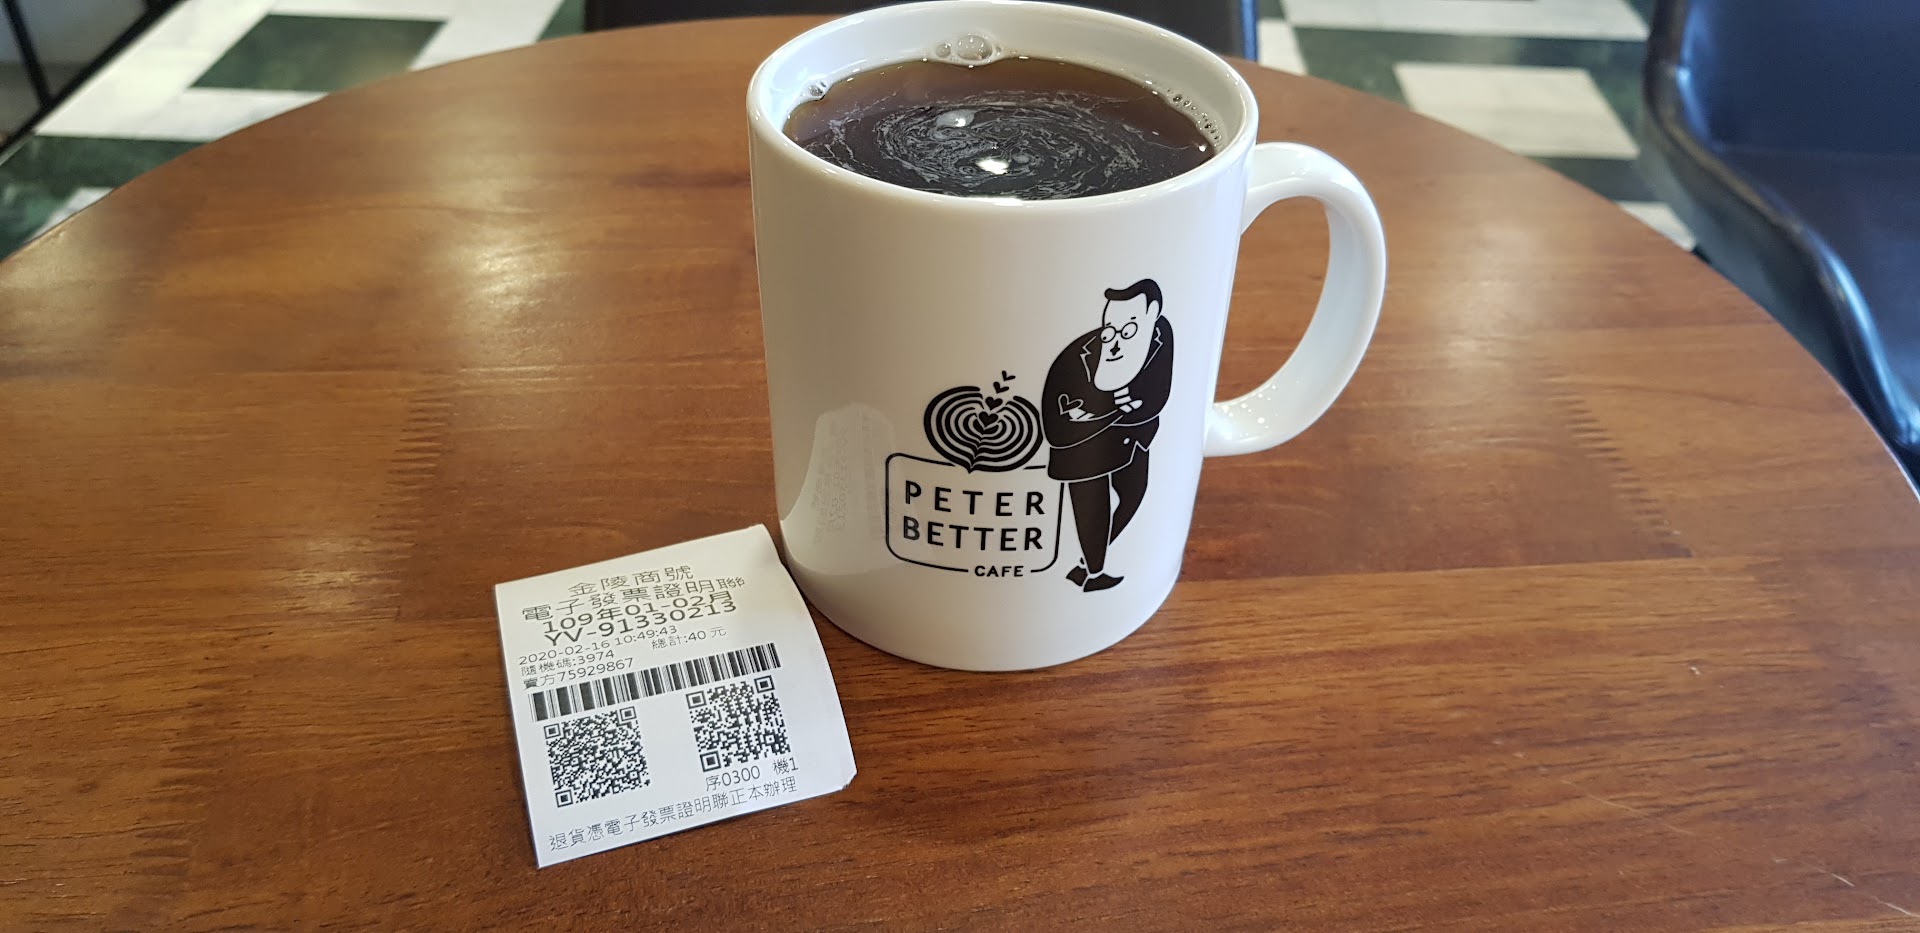 PETER
BETTER
CAFE
金陵商號
電子發票證明聯
109年01-02月
YV-91330213
2020-02-16 10:49:43
隨機碼:3974 總計:40 元
賣方75929867
序0300 機1
退貨憑電子發票證明聯正本辦理